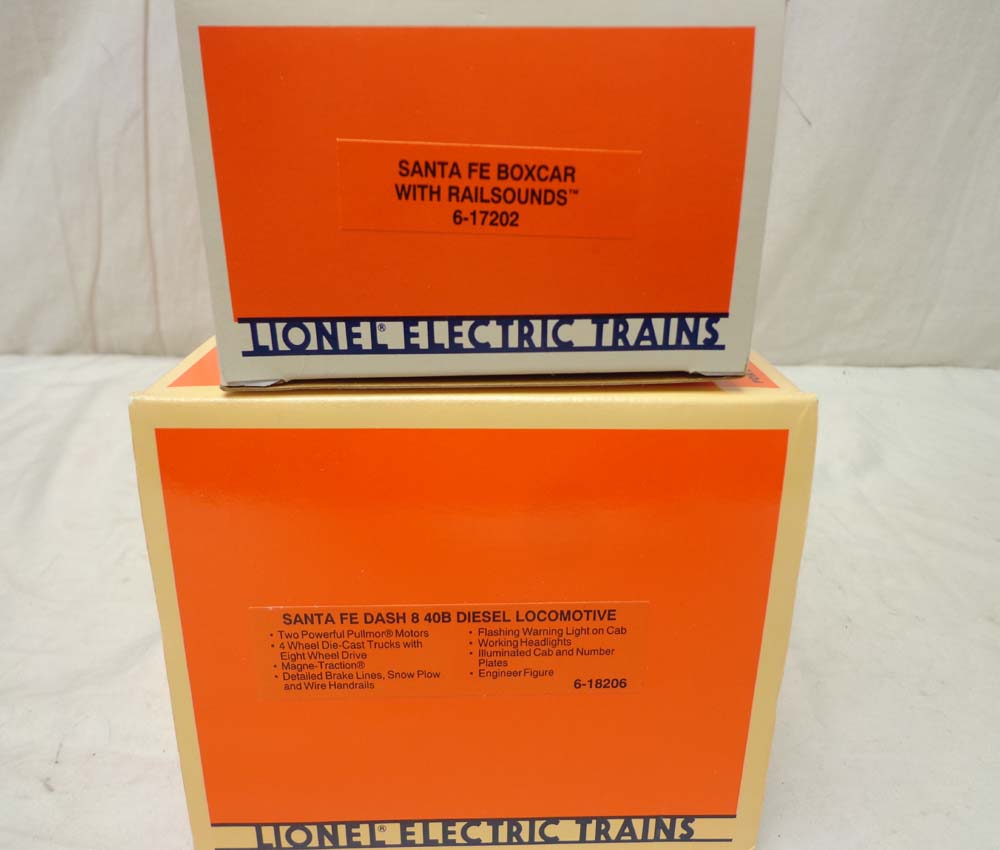 SANTA FE BOXCAR
WITH RAILSOUNDS™
6-17202
LIONEL® ELECTRIC TRAINS
SANTA FE DASH 8 40B DIESEL LOCOMOTIVE
• Two Powerful Pullmor® Motors
• 4 Wheel Die-Cast Trucks with
Eight Wheel Drive
• Magne-Traction®
• Detailed Brake Lines, Snow Plow
and Wire Handrails
• Flashing Warning Light on Cab
• Working Headlights
• Illuminated Cab and Number
Plates
• Engineer Figure
6-18206
LIONEL® ELECTRIC TRAINS